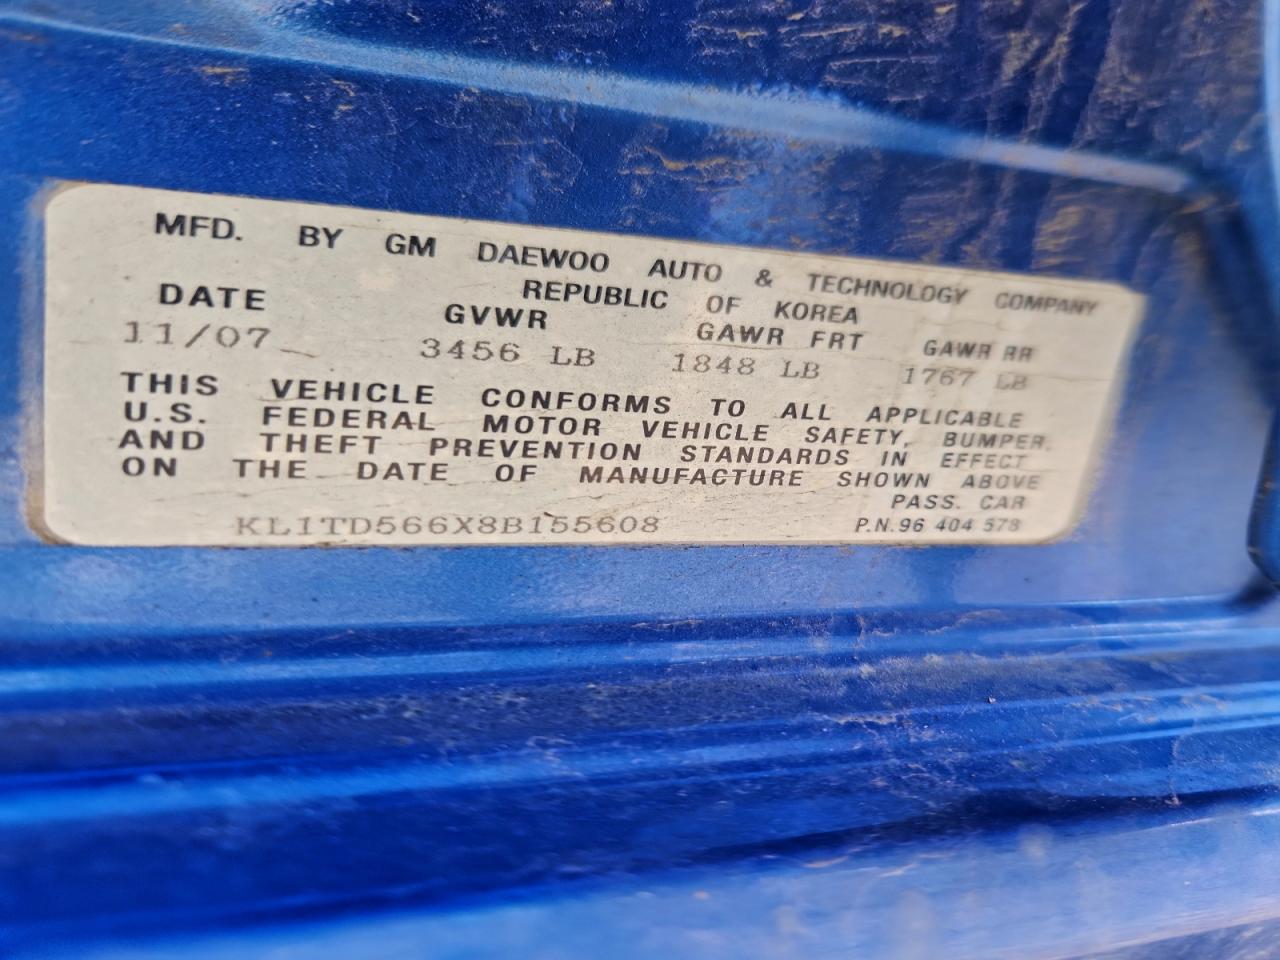 MFD. BY GM DAEWOO AUTO & TECHNOLOGY COMPANY
REPUBLIC OF KOREA
DATE GVWR GAWR FRT GAWR RR
11/07 3456 LB 1848 LB 1767 LB
THIS VEHICLE CONFORMS TO ALL APPLICABLE
U.S. FEDERAL MOTOR VEHICLE SAFETY, BUMPER,
AND THEFT PREVENTION STANDARDS IN EFFECT
ON THE DATE OF MANUFACTURE SHOWN ABOVE
PASS. CAR
KL1TD566X8B155608 P.N.96 404 578